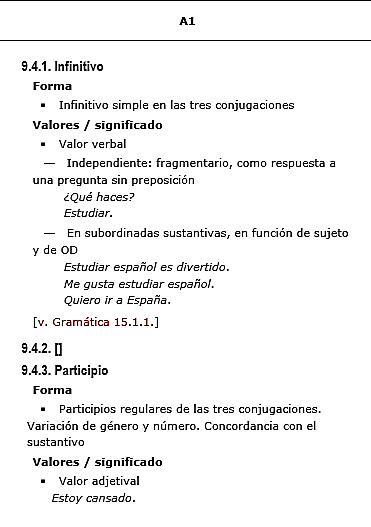 A1
9.4.1. Infinitivo
Forma
▪ Infinitivo simple en las tres conjugaciones
Valores / significado
▪ Valor verbal
— Independiente: fragmentario, como respuesta a
una pregunta sin preposición
¿Qué haces?
Estudiar.
— En subordinadas sustantivas, en función de sujeto
y de OD
Estudiar español es divertido.
Me gusta estudiar español.
Quiero ir a España.
[v. Gramática 15.1.1.]
9.4.2. []
9.4.3. Participio
Forma
▪ Participios regulares de las tres conjugaciones.
Variación de género y número. Concordancia con el
sustantivo
Valores / significado
▪ Valor adjetival
Estoy cansado.